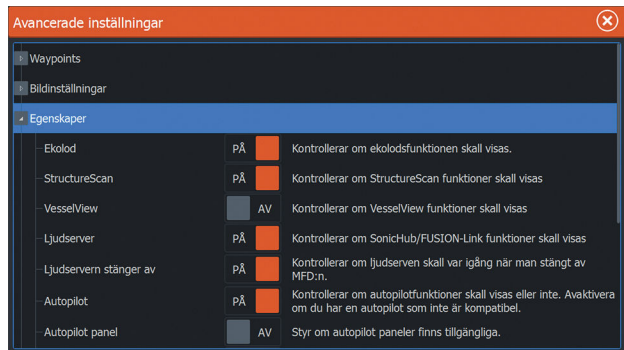 Avancerade inställningar
Waypoints
Bildinställningar
Egenskaper
Ekolod PÅ Kontrollerar om ekolodsfunktionen skall visas.
StructureScan PÅ Kontrollerar om StructureScan funktioner skall visas
VesselView AV Kontrollerar om VesselView funktioner skall visas
Ljudserver PÅ Kontrollerar om SonicHub/FUSION-Link funktioner skall visas
Ljudservern stänger av PÅ Kontrollerar om ljudserven skall var igång när man stängt av
MFD:n.
Autopilot PÅ Kontrollerar om autopilotfunktioner skall visas eller inte. Avaktivera
om du har en autopilot som inte är kompatibel.
Autopilot panel AV Styr om autopilot paneler finns tillgängliga.